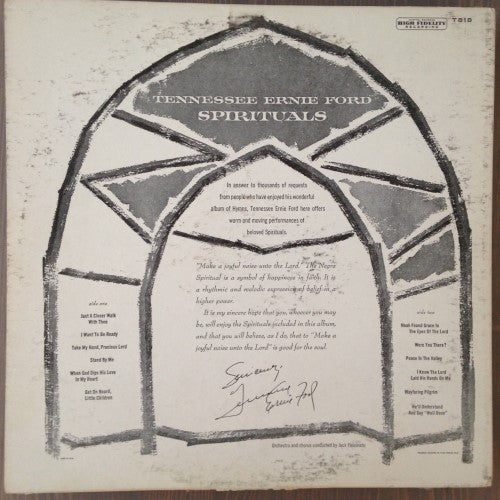 HIGH FIDELITY
RECORDING
T 818
TENNESSEE ERNIE FORD
SPIRITUALS
In answer to thousands of requests
from people who have enjoyed his wonderful
album of Hymns, Tennessee Ernie Ford here offers
warm and moving performances of
beloved Spirituals.
"Make a joyful noise unto the Lord." The Negro
Spiritual is a symbol of happiness in faith. It is
a rhythmic and melodic expression of belief in a
higher power.
It is my sincere hope that you, whoever you may
be, will enjoy the Spirituals included in this album,
and that you will believe, as I do, that to "Make a
joyful noise unto the Lord" is good for the soul.
Sincerely,
Tennessee
Ernie Ford
Orchestra and chorus conducted by Jack Fascinato
side one
Just A Closer Walk
With Thee
I Want To Be Ready
Take My Hand, Precious Lord
Stand By Me
When God Dips His Love
In My Heart
Get On Board,
Little Children
side two
Noah Found Grace In
The Eyes Of The Lord
Were You There?
Peace In The Valley
I Know The Lord
Laid His Hands On Me
Wayfaring Pilgrim
He'll Understand
And Say "Well Done"